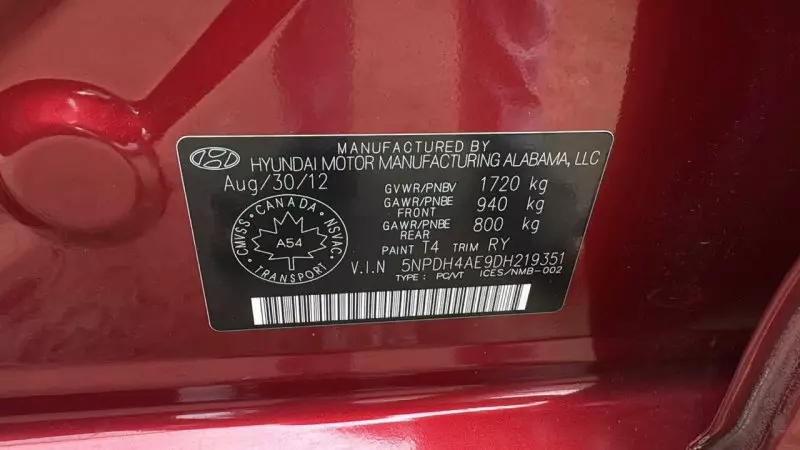 MANUFACTURED BY
HYUNDAI MOTOR MANUFACTURING ALABAMA, LLC
Aug/30/12
GVWR/PNBV 1720 kg
GAWR/PNBE FRONT 940 kg
GAWR/PNBE REAR 800 kg
PAINT T4 TRIM RY
CMVSS · CANADA · NSVAC
A54
TRANSPORT
V.I.N 5NPDH4AE9DH219351
TYPE : PC/VT ICES/NMB-002